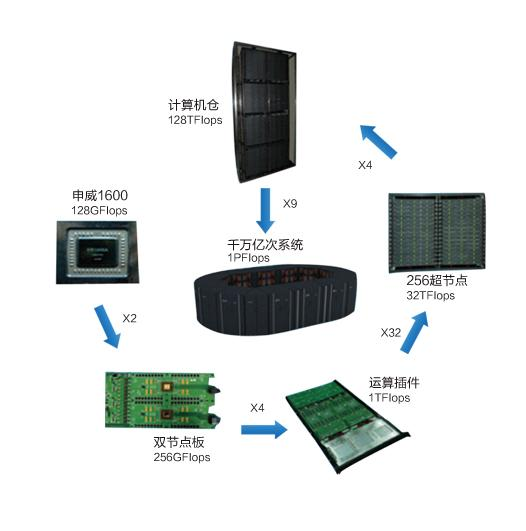 计算机仓
128TFlops
X4
X9
申威1600
128GFlops
千万亿次系统
1PFlops
256超节点
32TFlops
X2
X32
运算插件
1TFlops
X4
双节点板
256GFlops